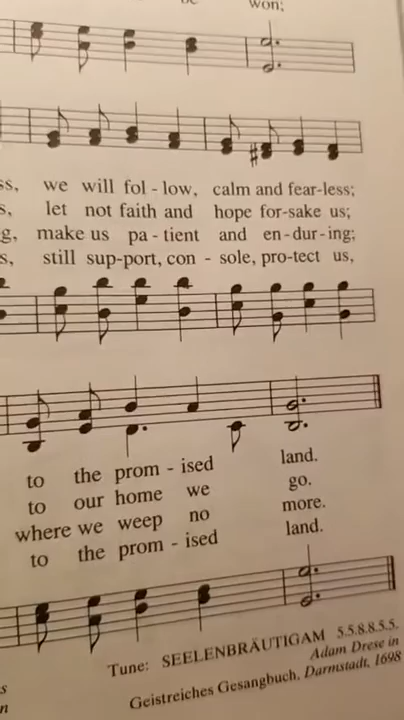 won;
we will fol - low, calm and fear-less;
s, let not faith and hope for-sake us;
g, make us pa - tient and en - dur - ing;
s, still sup-port, con - sole, pro-tect us,
to the prom - ised land.
to our home we go.
where we weep no more.
to the prom - ised land.
Tune: SEELENBRÄUTIGAM 5.5.8.8.5.5.
Adam Drese in
Geistreiches Gesangbuch, Darmstadt, 1698
s
n